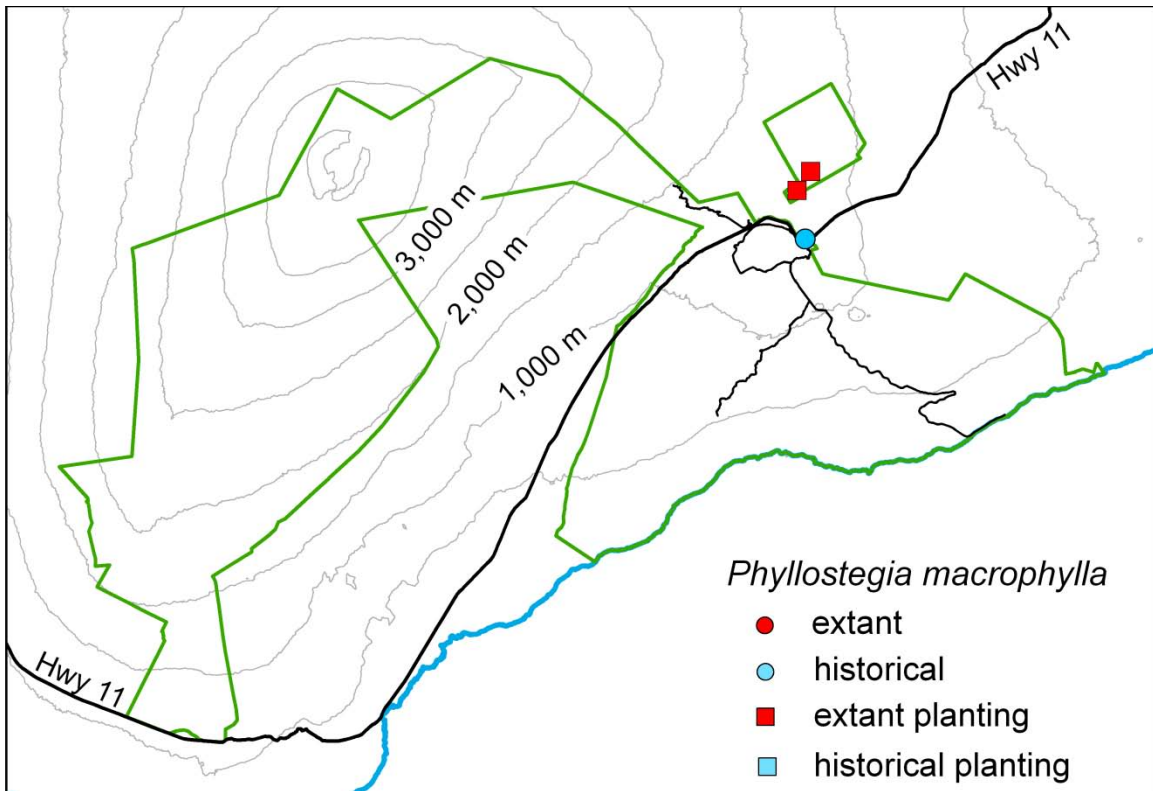 Hwy 11
3,000 m
2,000 m
1,000 m
Hwy 11
Phyllostegia macrophylla
extant
historical
extant planting
historical planting